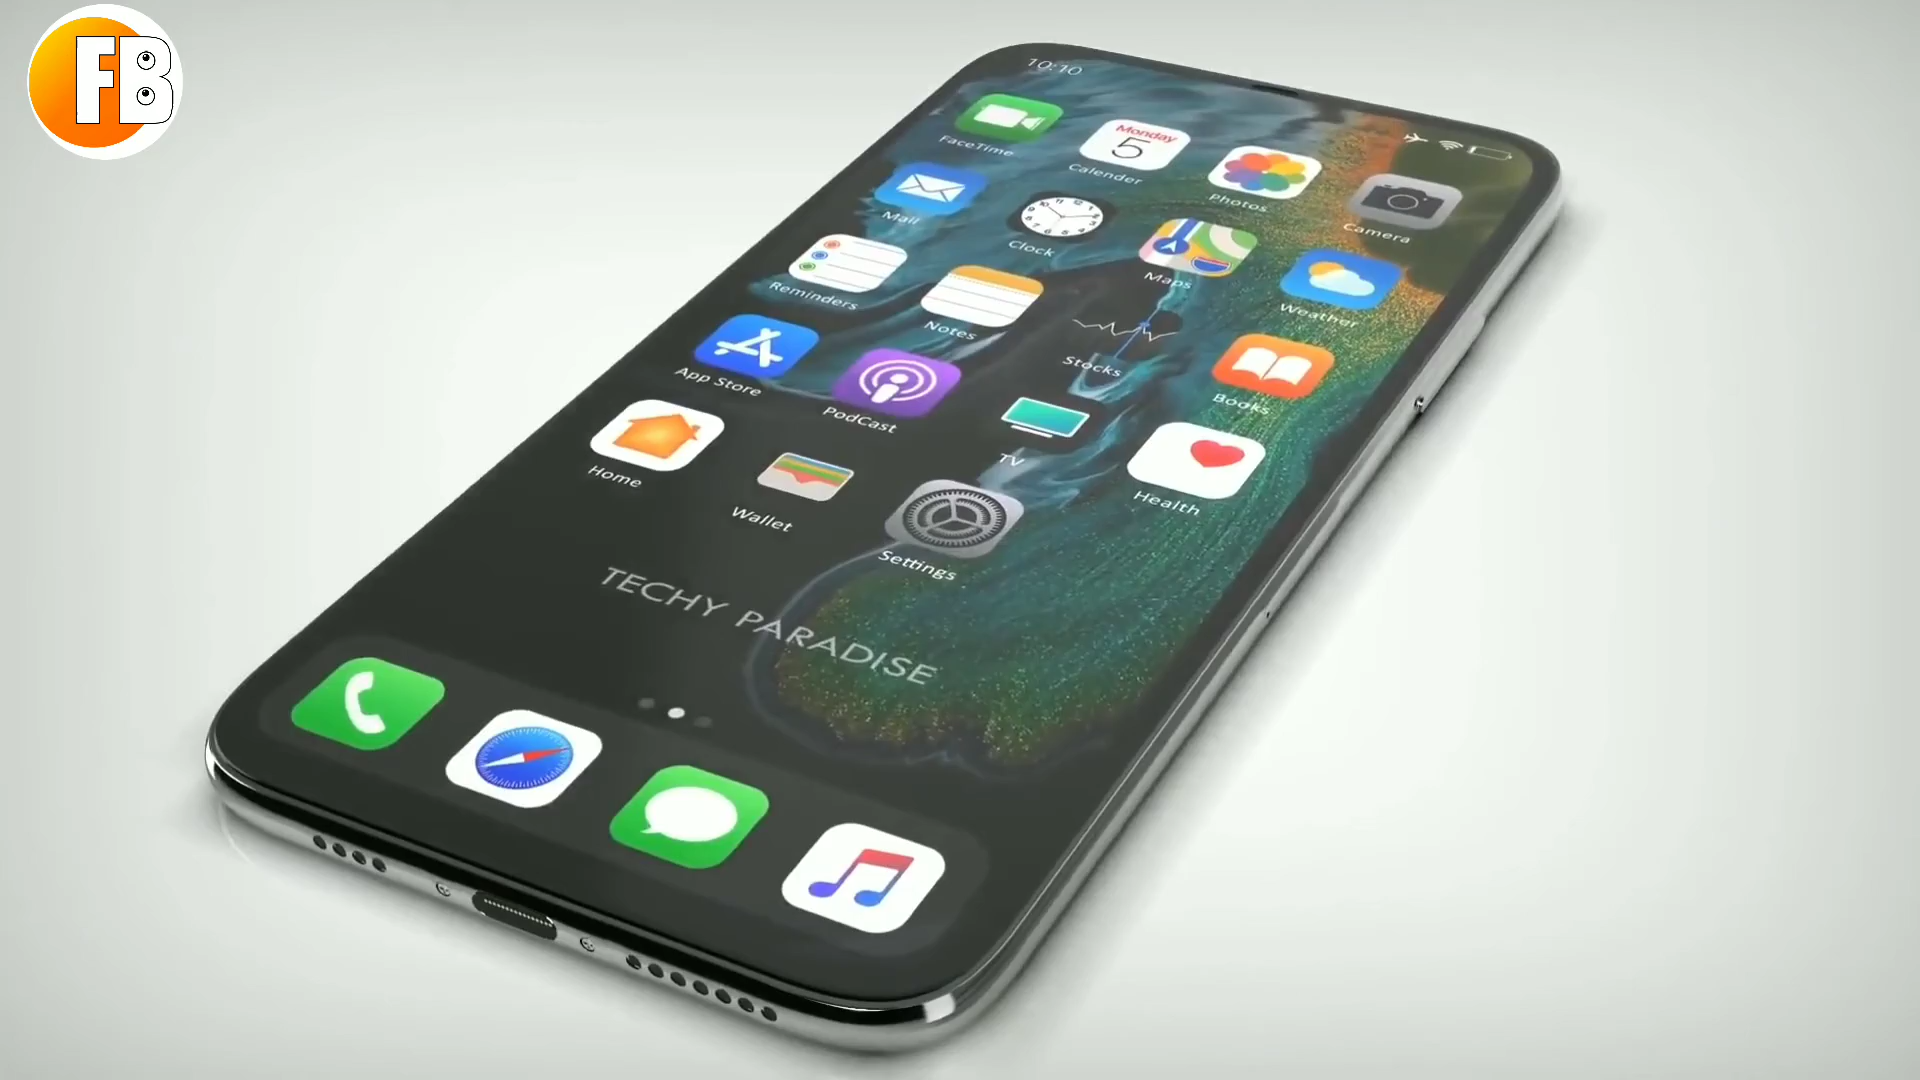 FB
10:10
FaceTime
Monday
5
Calender
Photos
Camera
Mail
Clock
Maps
Weather
Reminders
Notes
Stocks
Books
App Store
PodCast
TV
Health
Home
Wallet
Settings
TECHY PARADISE